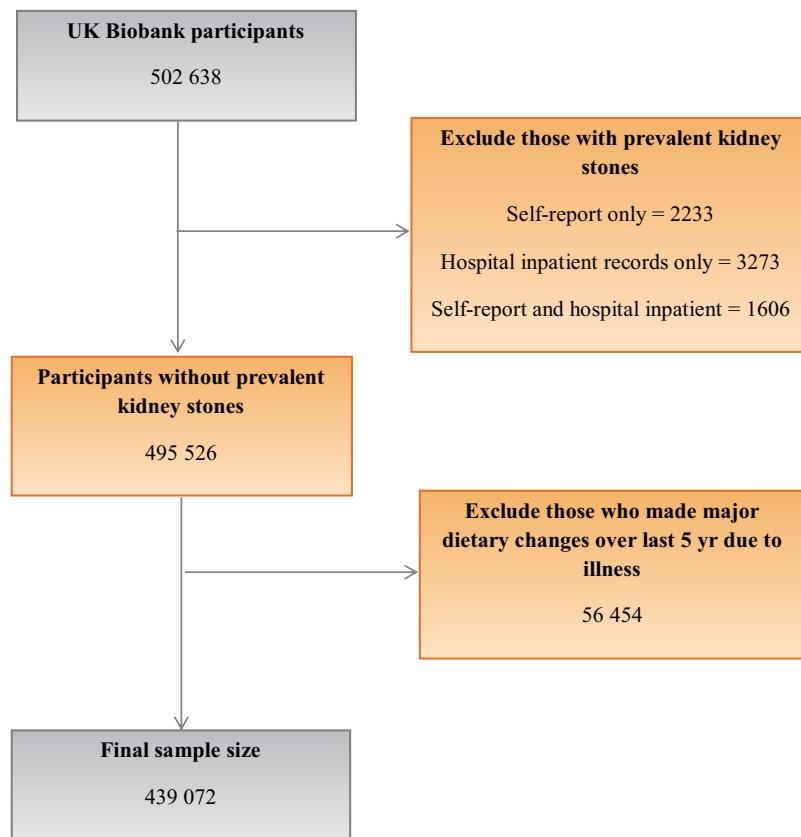 UK Biobank participants
502 638
Exclude those with prevalent kidney
stones
Self-report only = 2233
Hospital inpatient records only = 3273
Self-report and hospital inpatient = 1606
Participants without prevalent
kidney stones
495 526
Exclude those who made major
dietary changes over last 5 yr due to
illness
56 454
Final sample size
439 072